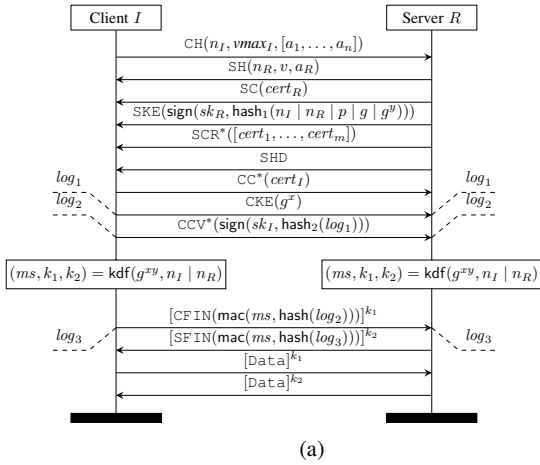 Client I Server R
CH(n_I, vmax_I, [a_1, . . . , a_n])
SH(n_R, v, a_R)
SC(cert_R)
SKE(sign(sk_R, hash_1(n_I | n_R | p | g | g^y)))
SCR*([cert_1, . . . , cert_m])
SHD
CC*(cert_I)
log_1 log_1
CKE(g^x)
log_2 log_2
CCV*(sign(sk_I, hash_2(log_1)))
(ms, k_1, k_2) = kdf(g^xy, n_I | n_R) (ms, k_1, k_2) = kdf(g^xy, n_I | n_R)
[CFIN(mac(ms, hash(log_2)))]^k_1
log_3 log_3
[SFIN(mac(ms, hash(log_3)))]^k_2
[Data]^k_1
[Data]^k_2
(a)